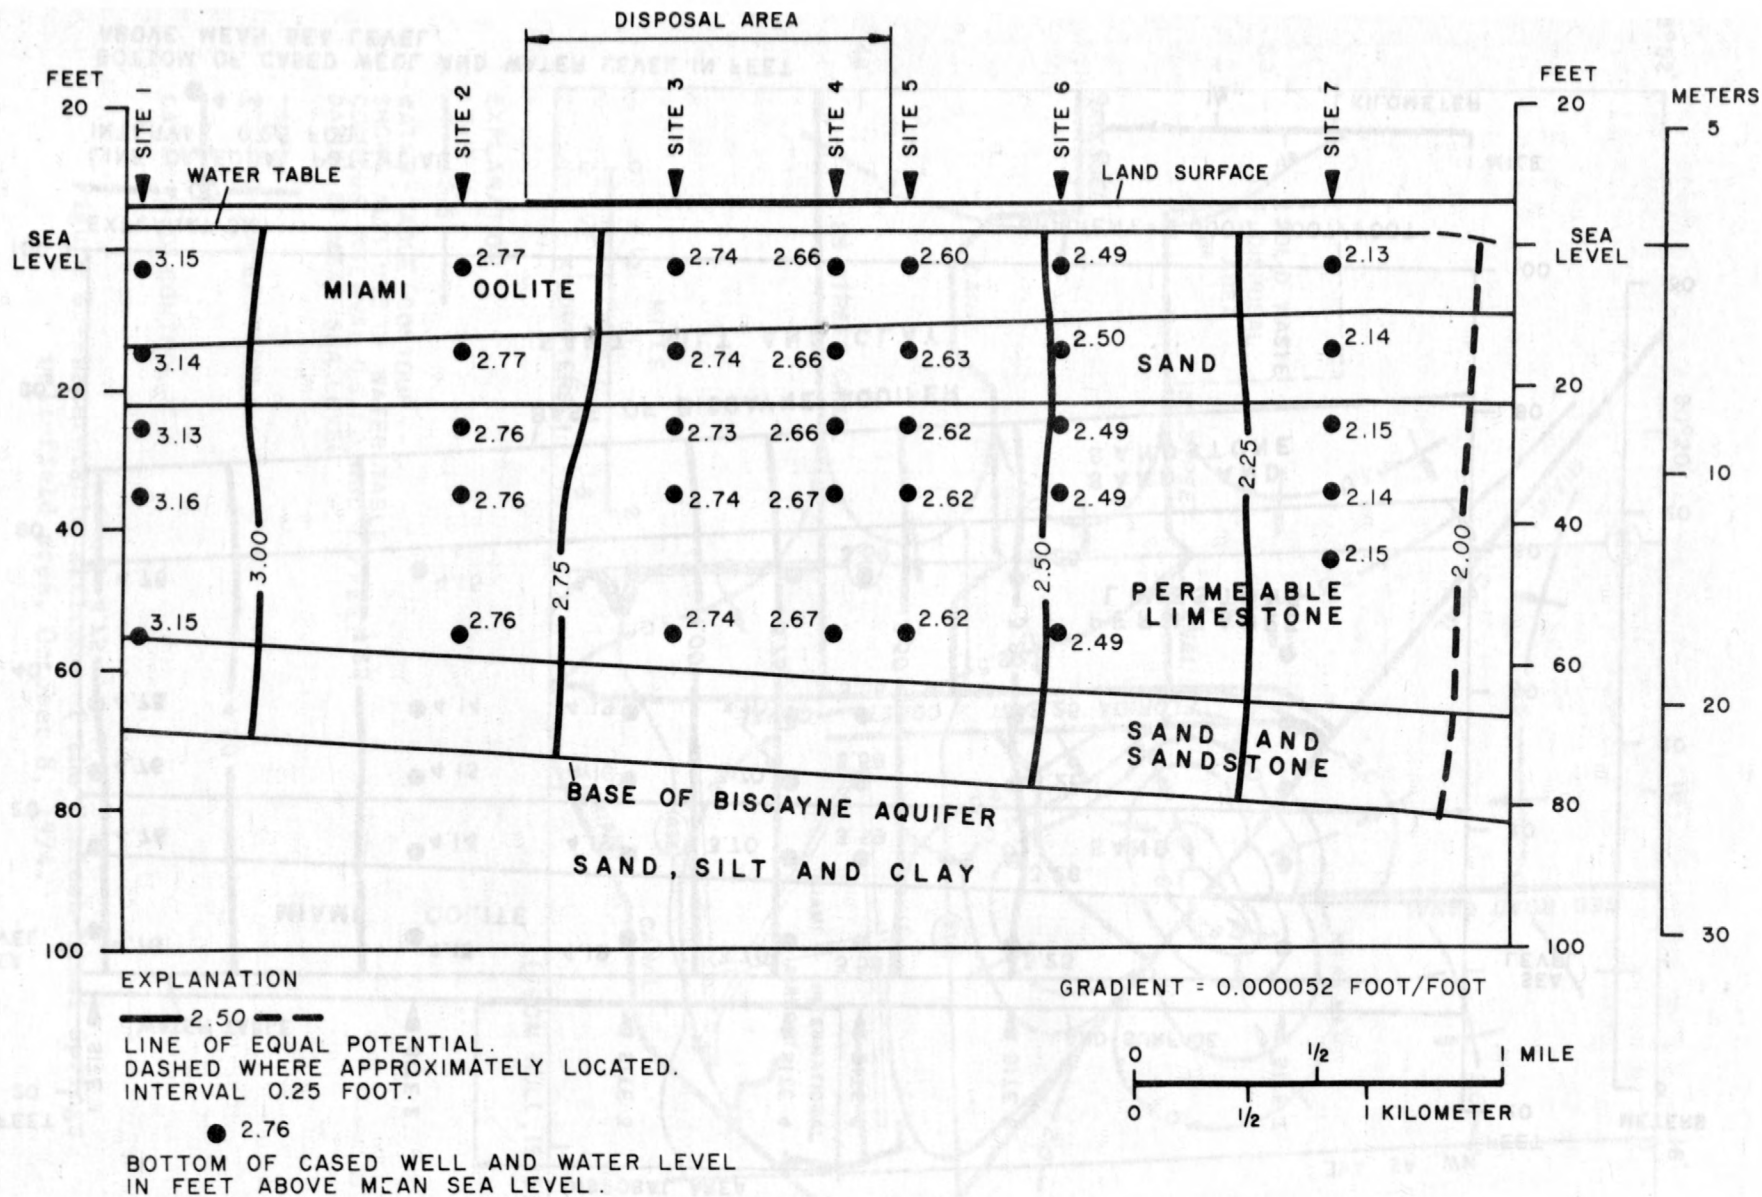 DISPOSAL AREA
FEET
20
SITE 1
SITE 2
SITE 3
SITE 4
SITE 5
SITE 6
SITE 7
FEET
20
METERS
5
WATER TABLE
LAND SURFACE
SEA
LEVEL
SEA
LEVEL
3.15
2.77
2.74
2.66
2.60
2.49
2.13
MIAMI OOLITE
3.14
2.77
2.74
2.66
2.63
2.50
2.14
SAND
20
20
3.13
2.76
2.73
2.66
2.62
2.49
2.15
3.16
2.76
2.74
2.67
2.62
2.49
2.14
10
40
40
3.00
2.75
2.50
2.25
2.00
2.15
PERMEABLE
LIMESTONE
3.15
2.76
2.74
2.67
2.62
2.49
60
60
20
SAND AND
SANDSTONE
80
80
BASE OF BISCAYNE AQUIFER
SAND, SILT AND CLAY
100
100
30
EXPLANATION
2.50
LINE OF EQUAL POTENTIAL.
DASHED WHERE APPROXIMATELY LOCATED.
INTERVAL 0.25 FOOT.
2.76
BOTTOM OF CASED WELL AND WATER LEVEL
IN FEET ABOVE MEAN SEA LEVEL.
GRADIENT = 0.000052 FOOT/FOOT
0 1/2 1 MILE
0 1/2 1 KILOMETER